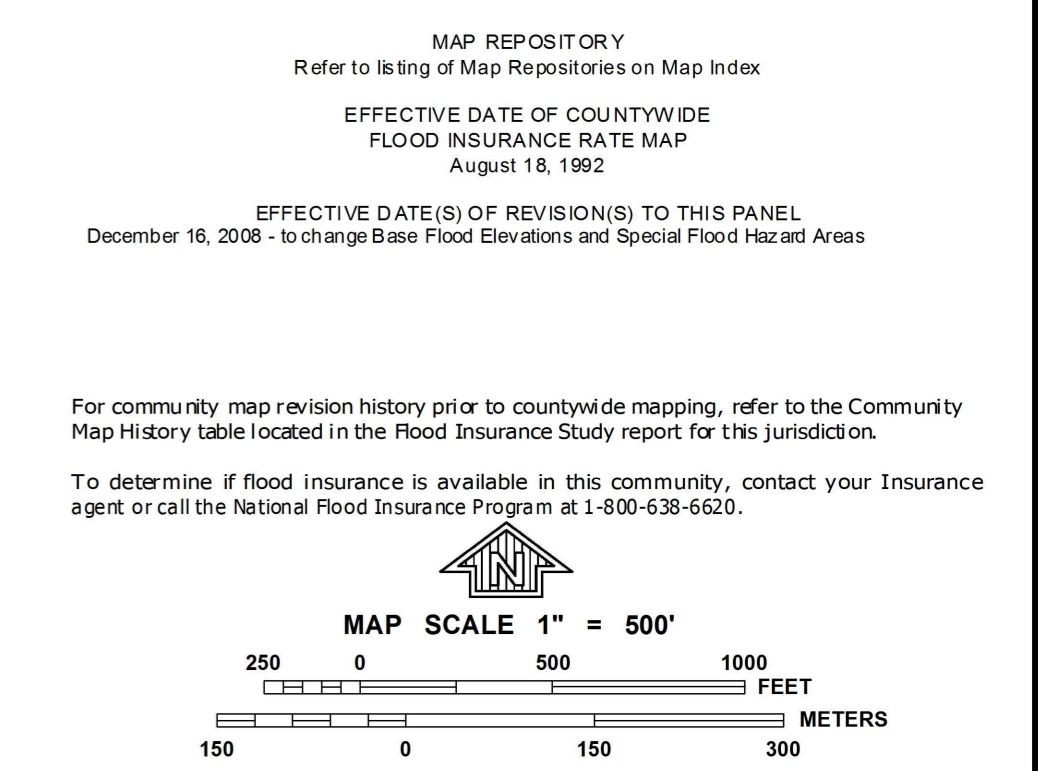 MAP REPOSITORY
Refer to listing of Map Repositories on Map Index
EFFECTIVE DATE OF COUNTYWIDE
FLOOD INSURANCE RATE MAP
August 18, 1992
EFFECTIVE DATE(S) OF REVISION(S) TO THIS PANEL
December 16, 2008 - to change Base Flood Elevations and Special Flood Hazard Areas
For community map revision history prior to countywide mapping, refer to the Community
Map History table located in the Flood Insurance Study report for this jurisdiction.
To determine if flood insurance is available in this community, contact your Insurance
agent or call the National Flood Insurance Program at 1-800-638-6620.
N
MAP SCALE 1" = 500'
250 0 500 1000
FEET
METERS
150 0 150 300